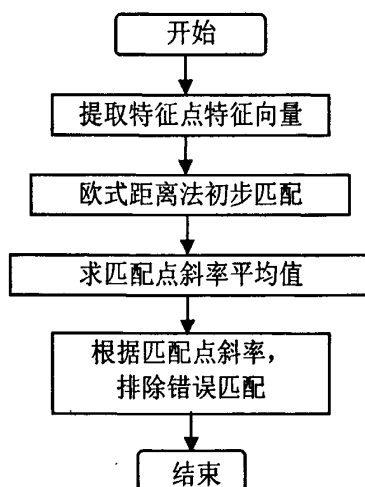 开始
提取特征点特征向量
欧式距离法初步匹配
求匹配点斜率平均值
根据匹配点斜率，
排除错误匹配
结束